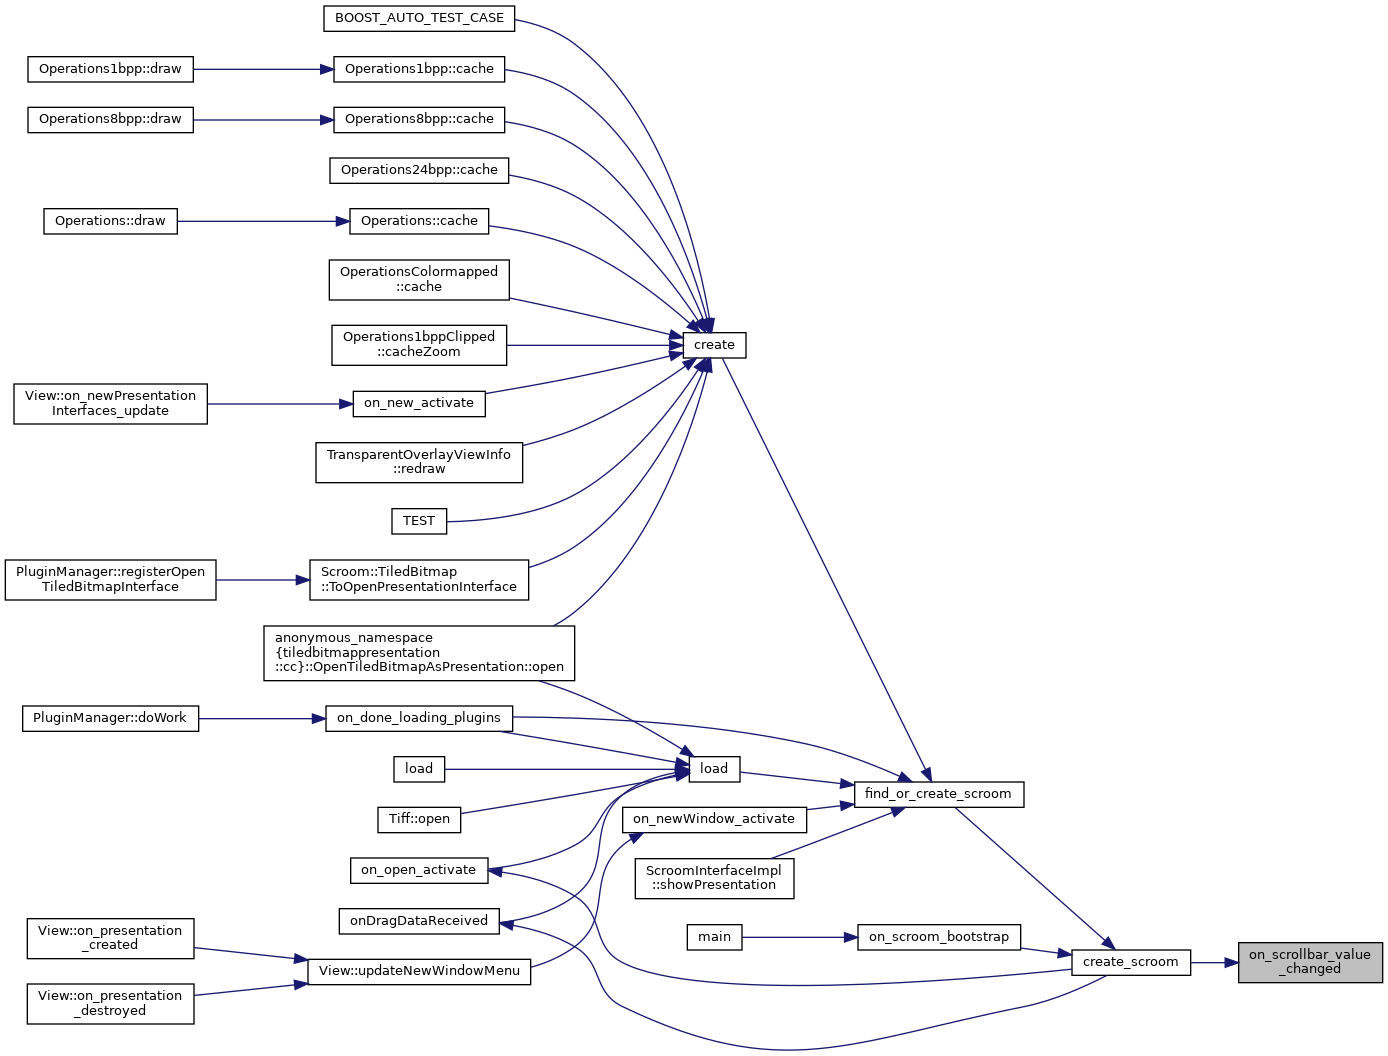 BOOST_AUTO_TEST_CASE
Operations1bpp::draw
Operations1bpp::cache
Operations8bpp::draw
Operations8bpp::cache
Operations24bpp::cache
Operations::draw
Operations::cache
OperationsColormapped
::cache
Operations1bppClipped
::cacheZoom
create
View::on_newPresentation
Interfaces_update
on_new_activate
TransparentOverlayViewInfo
::redraw
TEST
PluginManager::registerOpen
TiledBitmapInterface
Scroom::TiledBitmap
::ToOpenPresentationInterface
anonymous_namespace
{tiledbitmappresentation
::cc}::OpenTiledBitmapAsPresentation::open
PluginManager::doWork
on_done_loading_plugins
load
load
Tiff::open
find_or_create_scroom
on_newWindow_activate
on_open_activate
ScroomInterfaceImpl
::showPresentation
onDragDataReceived
View::on_presentation
_created
main
on_scroom_bootstrap
View::updateNewWindowMenu
create_scroom
on_scrollbar_value
_changed
View::on_presentation
_destroyed